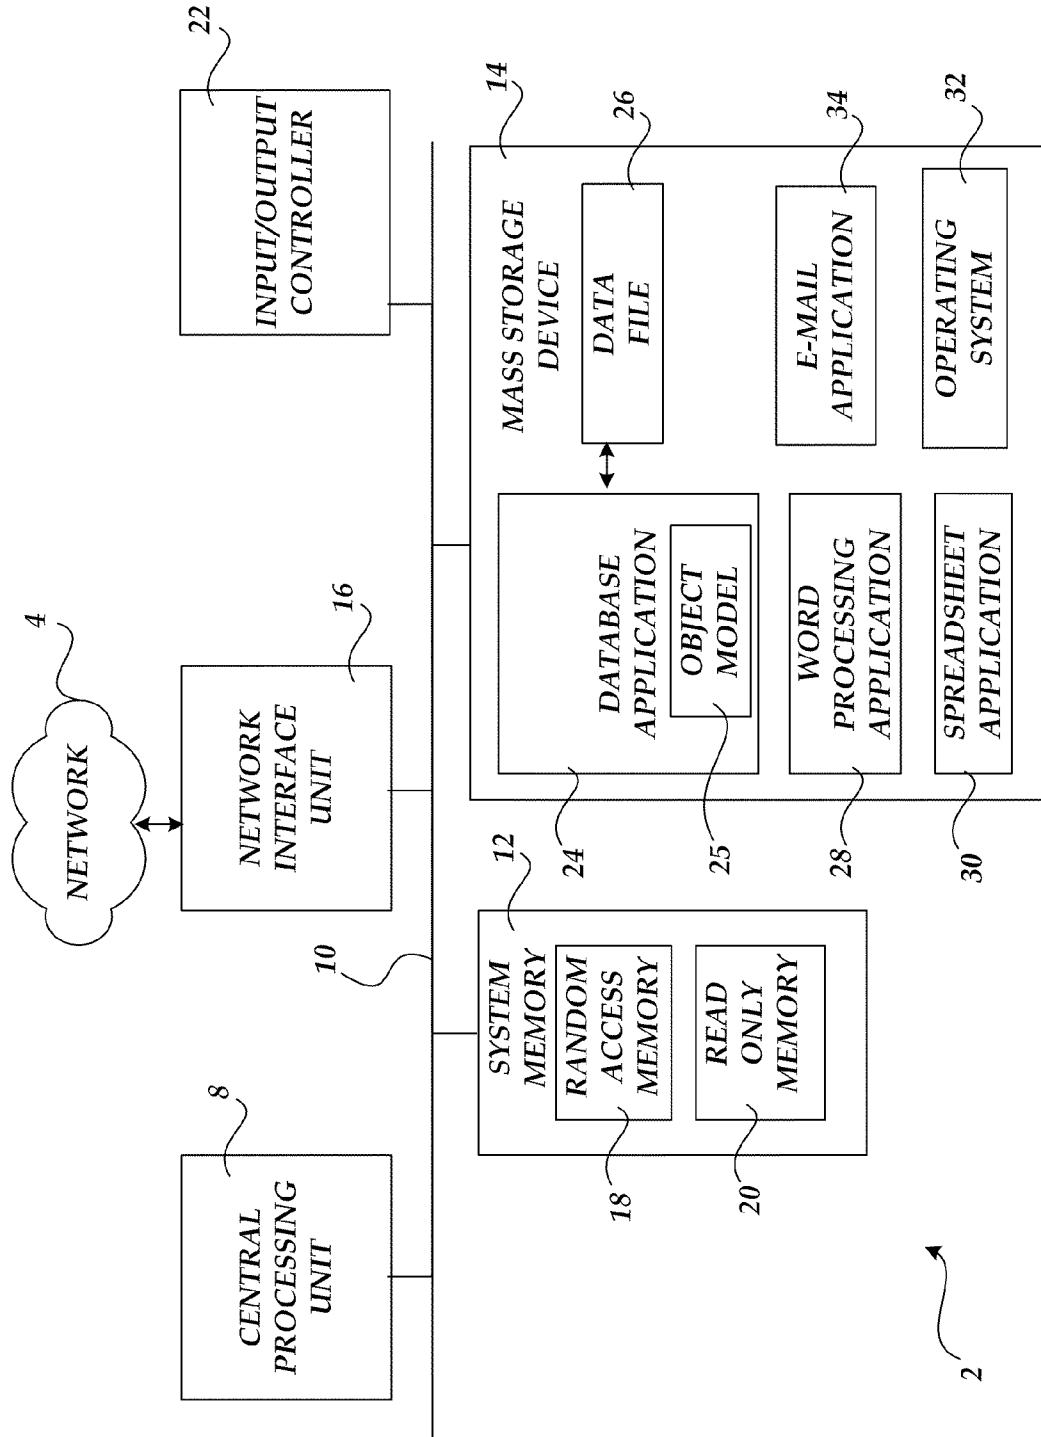 NETWORK
4
CENTRAL
PROCESSING
UNIT
8
NETWORK
INTERFACE
UNIT
16
INPUT/OUTPUT
CONTROLLER
22
10
SYSTEM
MEMORY
12
RANDOM
ACCESS
MEMORY
18
READ
ONLY
MEMORY
20
MASS STORAGE
DEVICE
14
DATABASE
APPLICATION
24
OBJECT
MODEL
25
DATA
FILE
26
WORD
PROCESSING
APPLICATION
28
E-MAIL
APPLICATION
34
SPREADSHEET
APPLICATION
30
OPERATING
SYSTEM
32
2